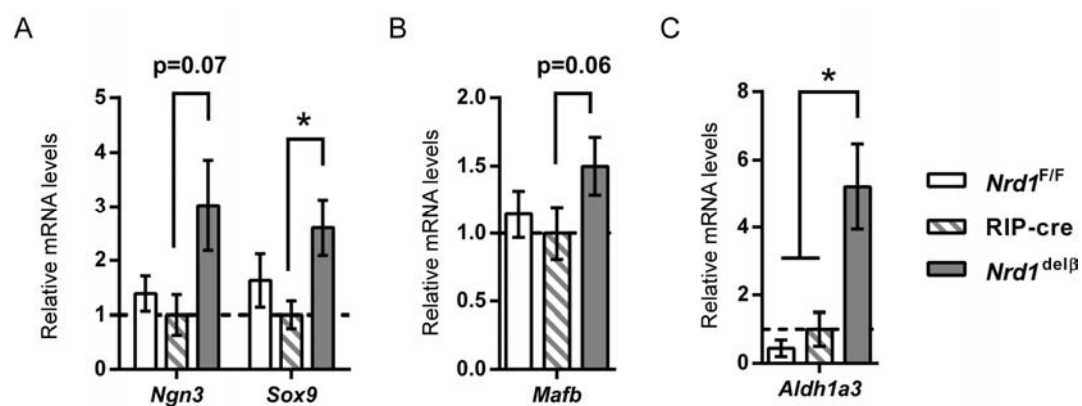 A
p=0.07
*
Relative mRNA levels
5
4
3
2
1
0
Ngn3
Sox9
B
p=0.06
Relative mRNA levels
2.0
1.5
1.0
0.5
0.0
Mafb
C
*
Relative mRNA levels
8
6
4
2
0
Aldh1a3
Nrd1F/F
RIP-cre
Nrd1delβ